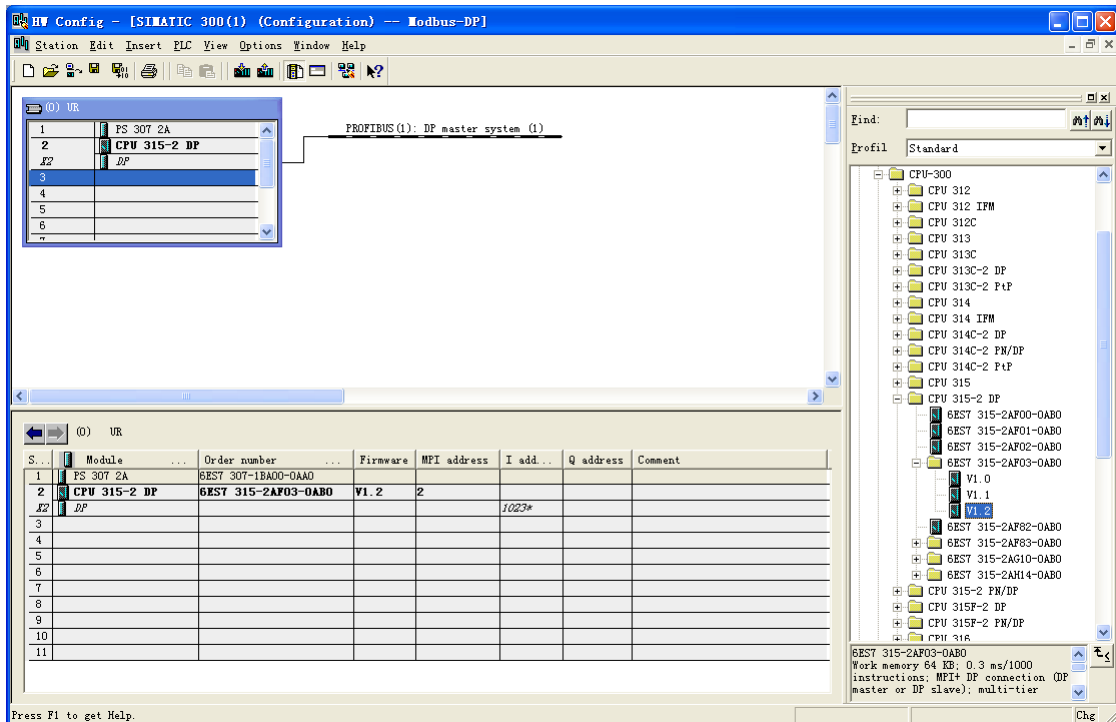 HW Config - [SIMATIC 300(1) (Configuration) -- Modbus-DP]
Station Edit Insert PLC View Options Window Help
(0) UR
1 PS 307 2A
2 CPU 315-2 DP
X2 DP
3
4
5
6
7
PROFIBUS(1): DP master system (1)
(0) UR
S... Module ... Order number ... Firmware MPI address I add... Q address Comment
1 PS 307 2A 6ES7 307-1BA00-0AA0
2 CPU 315-2 DP 6ES7 315-2AF03-0AB0 V1.2 2
X2 DP 1023*
3
4
5
6
7
8
9
10
11
Find:
Profil Standard
CPU-300
CPU 312
CPU 312 IFM
CPU 312C
CPU 313
CPU 313C
CPU 313C-2 DP
CPU 313C-2 PtP
CPU 314
CPU 314 IFM
CPU 314C-2 DP
CPU 314C-2 PN/DP
CPU 314C-2 PtP
CPU 315
CPU 315-2 DP
6ES7 315-2AF00-0AB0
6ES7 315-2AF01-0AB0
6ES7 315-2AF02-0AB0
6ES7 315-2AF03-0AB0
V1.0
V1.1
V1.2
6ES7 315-2AF82-0AB0
6ES7 315-2AF83-0AB0
6ES7 315-2AG10-0AB0
6ES7 315-2AH14-0AB0
CPU 315-2 PN/DP
CPU 315F-2 DP
CPU 315F-2 PN/DP
CPU 316
6ES7 315-2AF03-0AB0
Work memory 64 KB; 0.3 ms/1000
instructions; MPI+ DP connection (DP
master or DP slave); multi-tier
Press F1 to get Help.
Chg